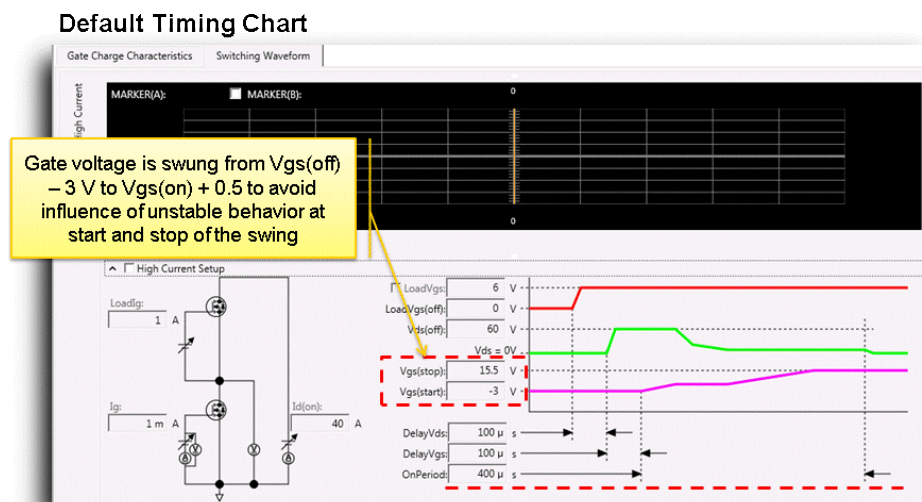 Default Timing Chart
Gate Charge Characteristics
Switching Waveform
High Current
MARKER(A):
MARKER(B):
0
Gate voltage is swung from Vgs(off)
– 3 V to Vgs(on) + 0.5 to avoid
influence of unstable behavior at
start and stop of the swing
0
High Current Setup
LoadIg:
1 A
Ig:
1 m A
Id(on):
40 A
V
V
A
A
LoadVgs: 6 V
LoadVgs(off): 0 V
Vds(off): 60 V
Vds = 0V
Vgs(stop): 15.5 V
Vgs(start): -3 V
DelayVds: 100 µ s
DelayVgs: 100 µ s
OnPeriod: 400 µ s